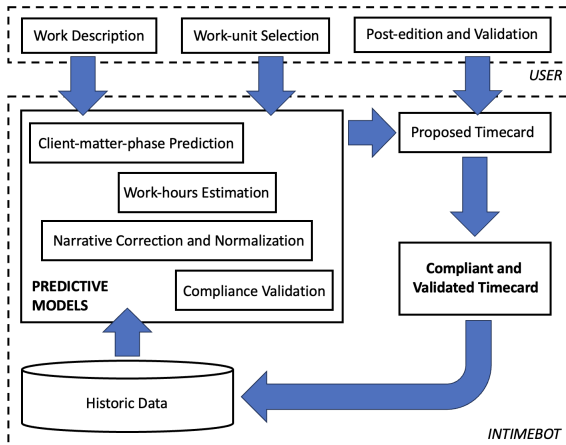 Work Description
Work-unit Selection
Post-edition and Validation
USER
Client-matter-phase Prediction
Proposed Timecard
Work-hours Estimation
Narrative Correction and Normalization
PREDICTIVE
MODELS
Compliance Validation
Compliant and
Validated Timecard
Historic Data
INTIMEBOT